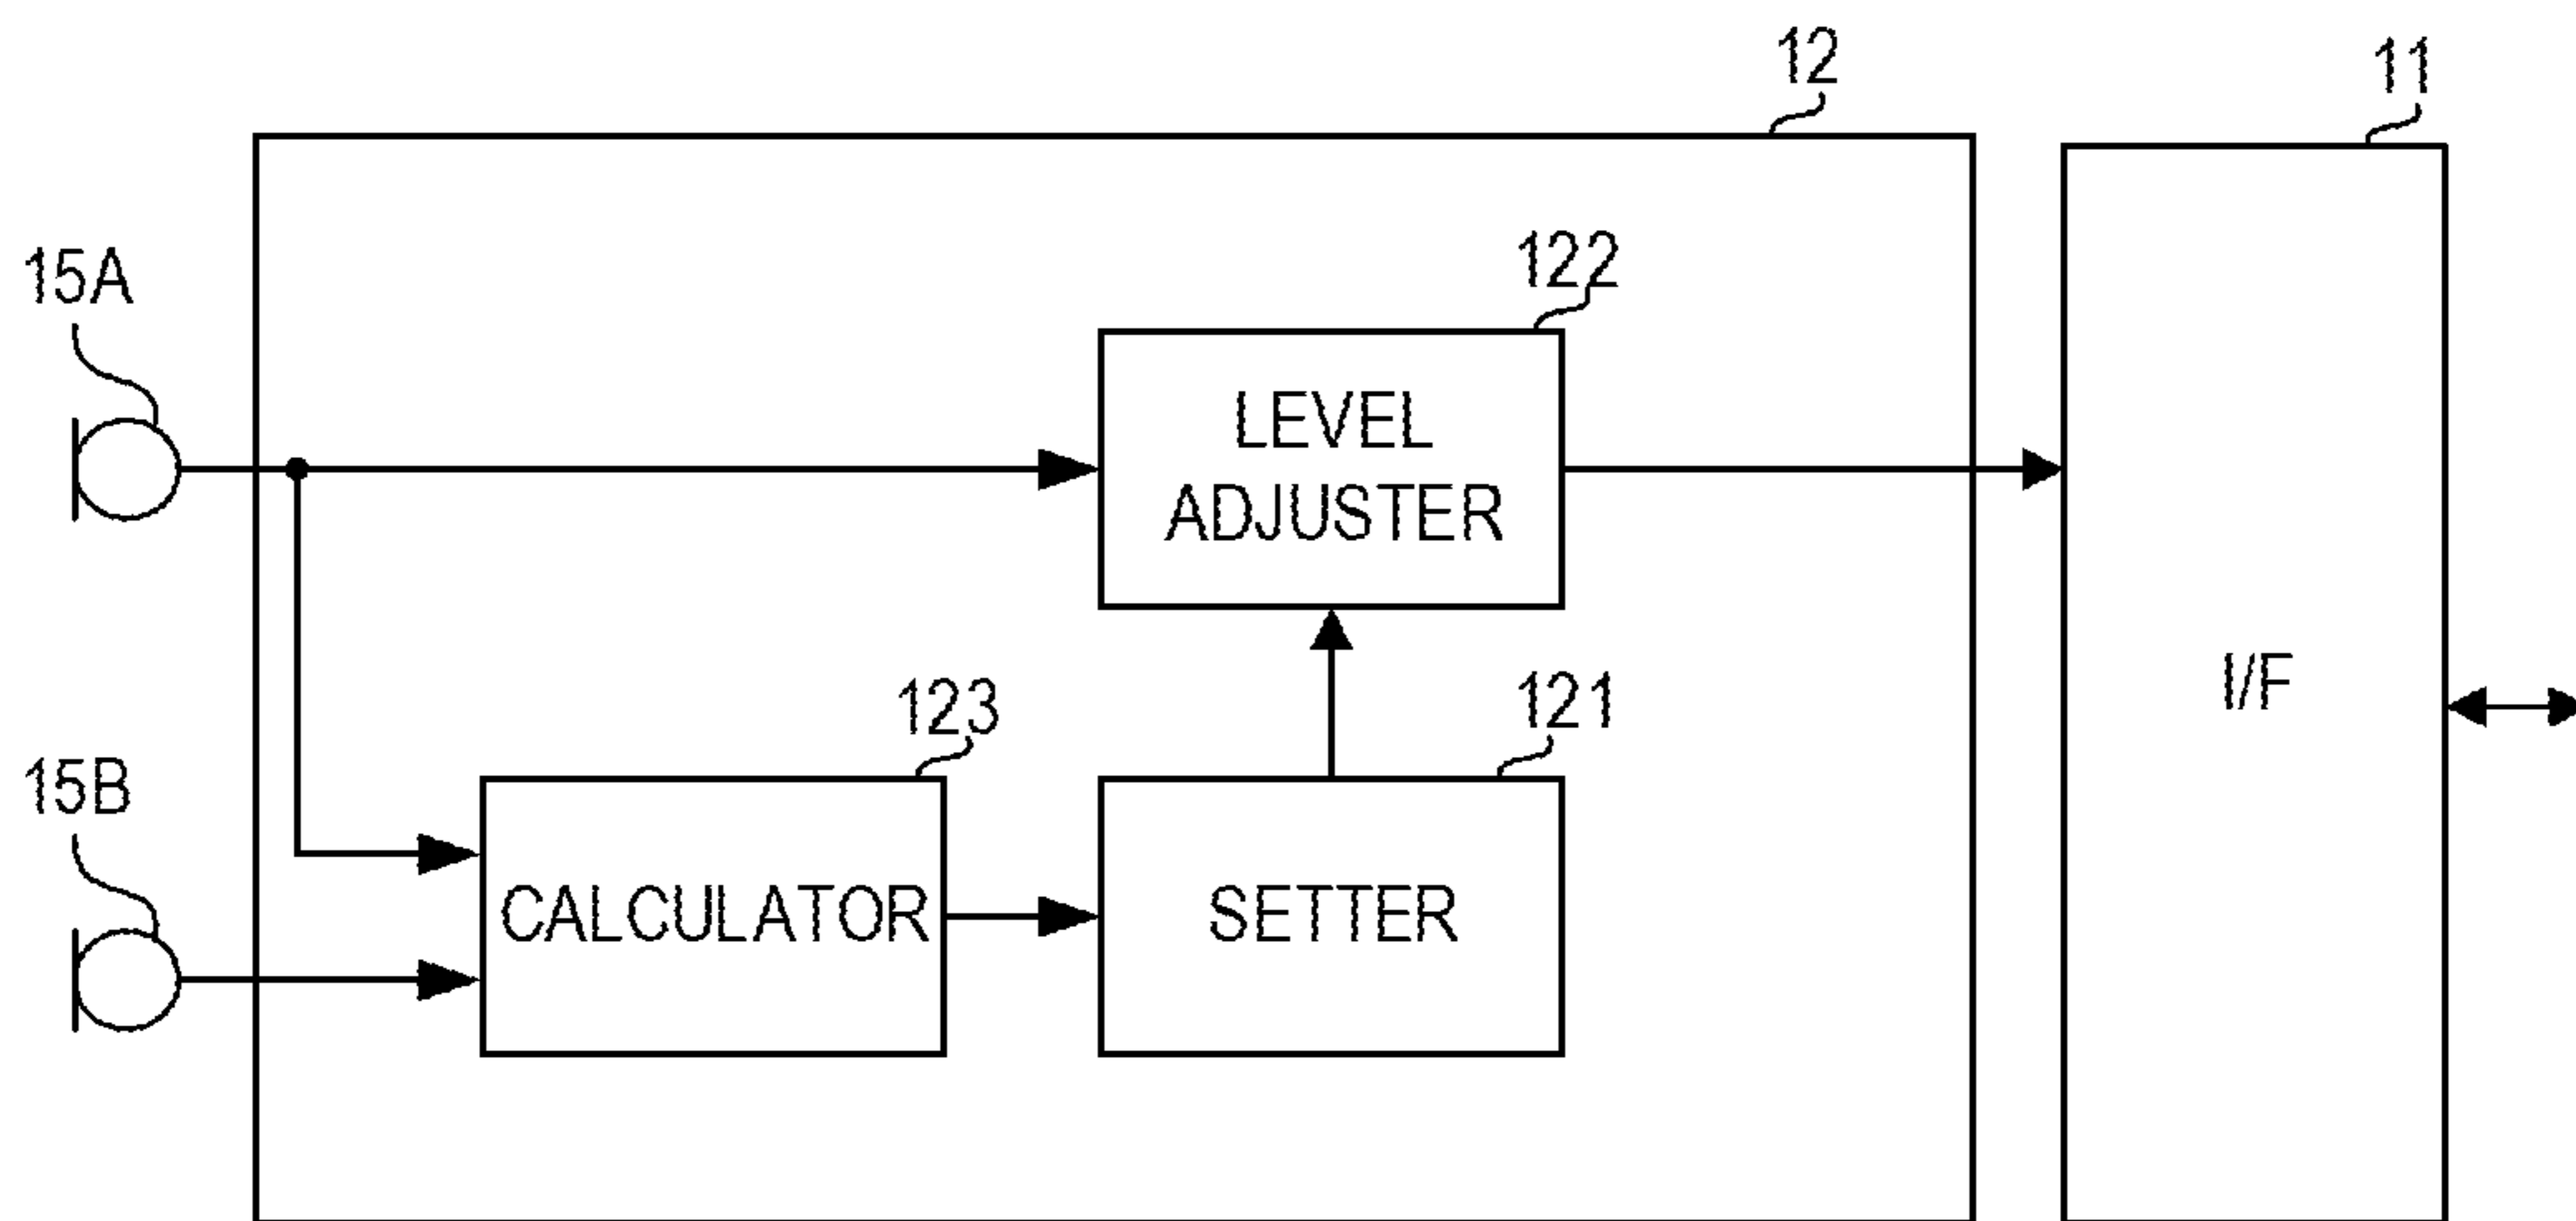 12
11
15A
122
LEVEL
ADJUSTER
I/F
123
121
15B
CALCULATOR
SETTER